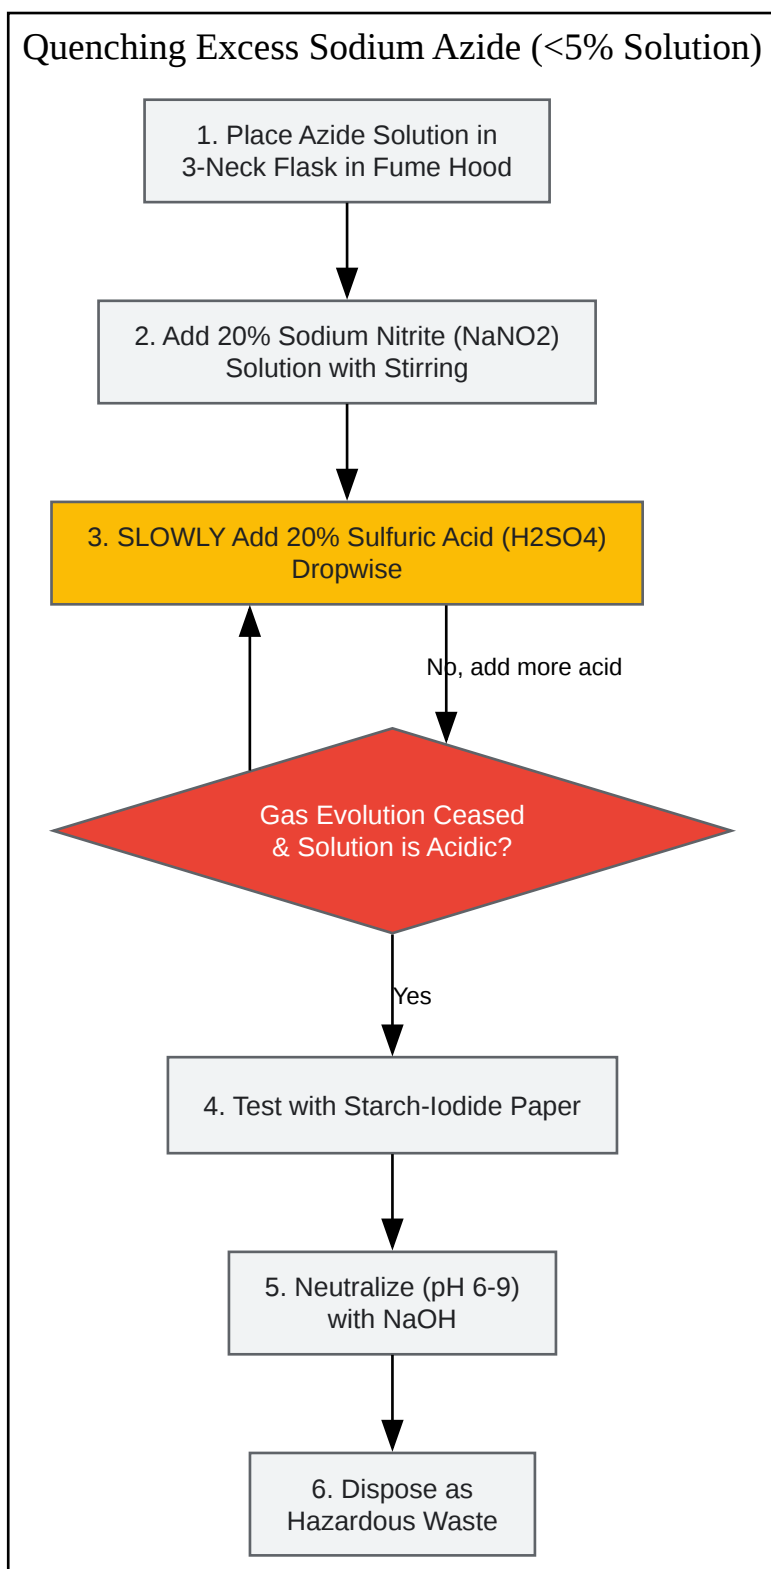 Quenching Excess Sodium Azide (<5% Solution)
1. Place Azide Solution in
3-Neck Flask in Fume Hood
2. Add 20% Sodium Nitrite (NaNO2)
Solution with Stirring
3. SLOWLY Add 20% Sulfuric Acid (H2SO4)
Dropwise
No, add more acid
Gas Evolution Ceased
& Solution is Acidic?
Yes
4. Test with Starch-Iodide Paper
5. Neutralize (pH 6-9)
with NaOH
6. Dispose as
Hazardous Waste